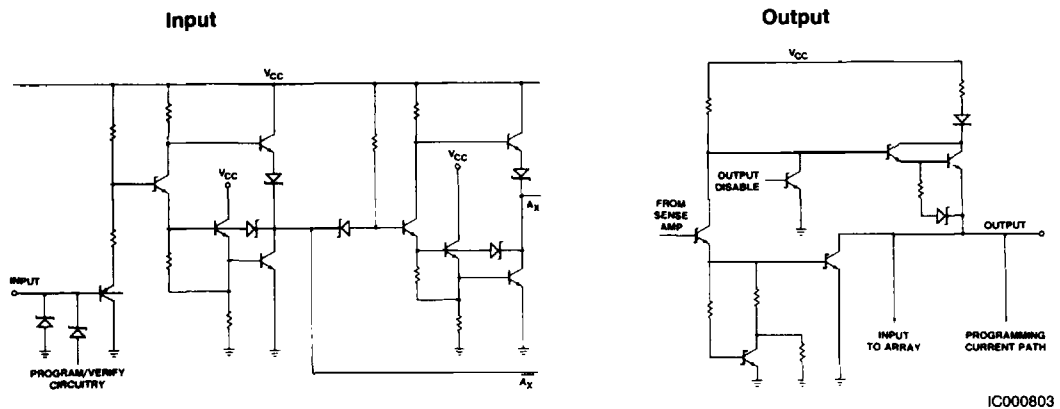 Input
Output
VCC
VCC
VCC
VCC
INPUT
PROGRAM/VERIFY
CIRCUITRY
AX
AX
OUTPUT
DISABLE
FROM
SENSE
AMP
OUTPUT
INPUT
TO ARRAY
PROGRAMMING
CURRENT PATH
IC000803